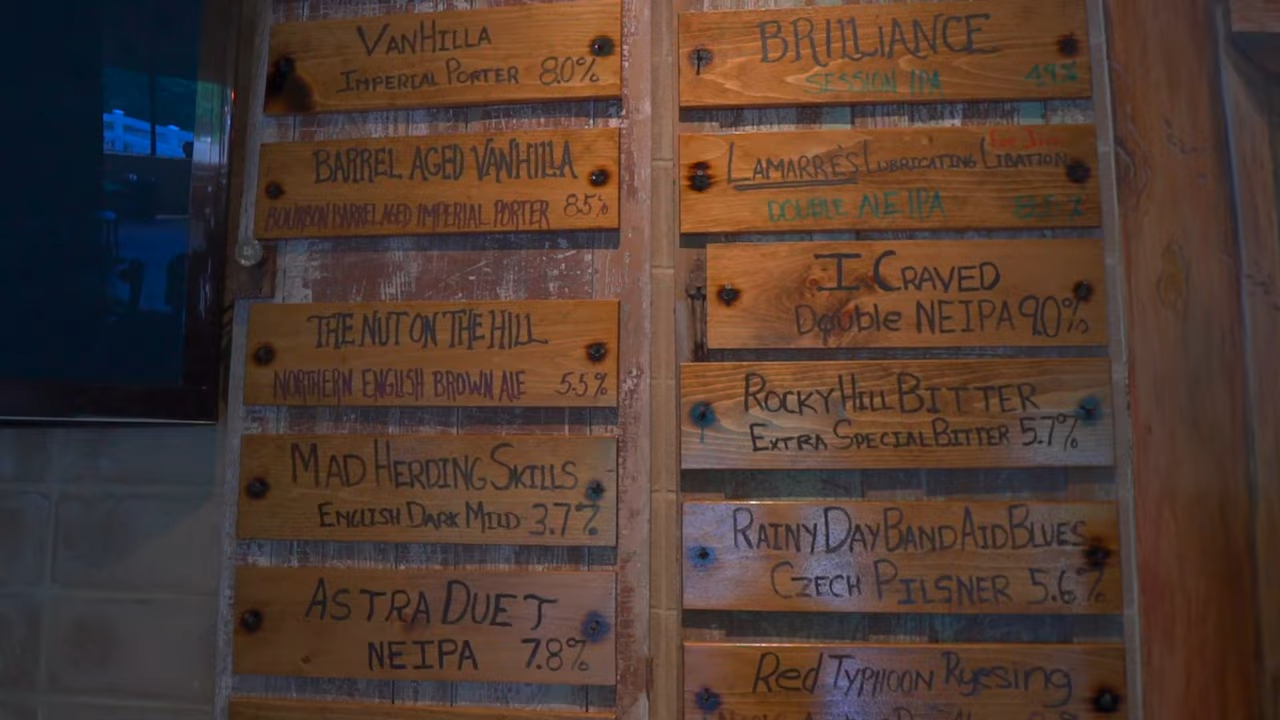 VANHILLA
IMPERIAL PORTER 8.0%
BARREL AGED VANHILLA
BOURBON BARREL AGED IMPERIAL PORTER 8.5%
THE NUT ON THE HILL
NORTHERN ENGLISH BROWN ALE 5.5%
MAD HERDING SKILLS
ENGLISH DARK MILD 3.7%
ASTRA DUET
NEIPA 7.8%
BRILLIANCE
SESSION IPA 4.9%
LAMARRE'S LUBRICATING LIBATION
DOUBLE NEIPA
I CRAVED
Double NEIPA 9.0%
ROCKY HILL BITTER
EXTRA SPECIAL BITTER 5.7%
RAINY DAY BAND AID BLUES
CZECH PILSNER 5.6%
Red TYPHOON Ryesing